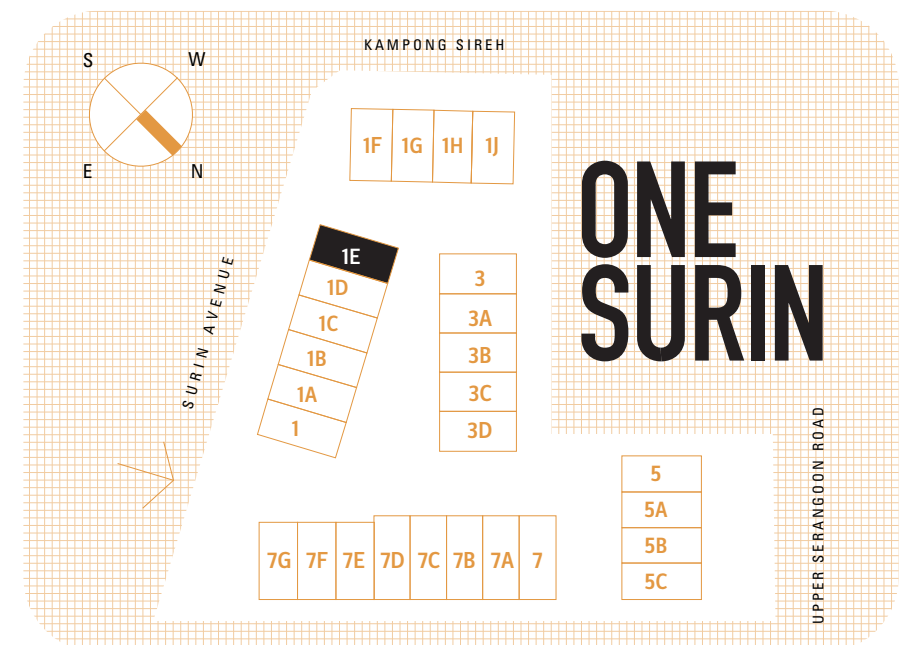 KAMPONG SIREH
S
W
E
N
1F 1G 1H 1J
ONE
SURIN
SURIN AVENUE
1E
1D
1C
1B
1A
1
3
3A
3B
3C
3D
UPPER SERANGOON ROAD
5
5A
5B
5C
7G 7F 7E 7D 7C 7B 7A 7